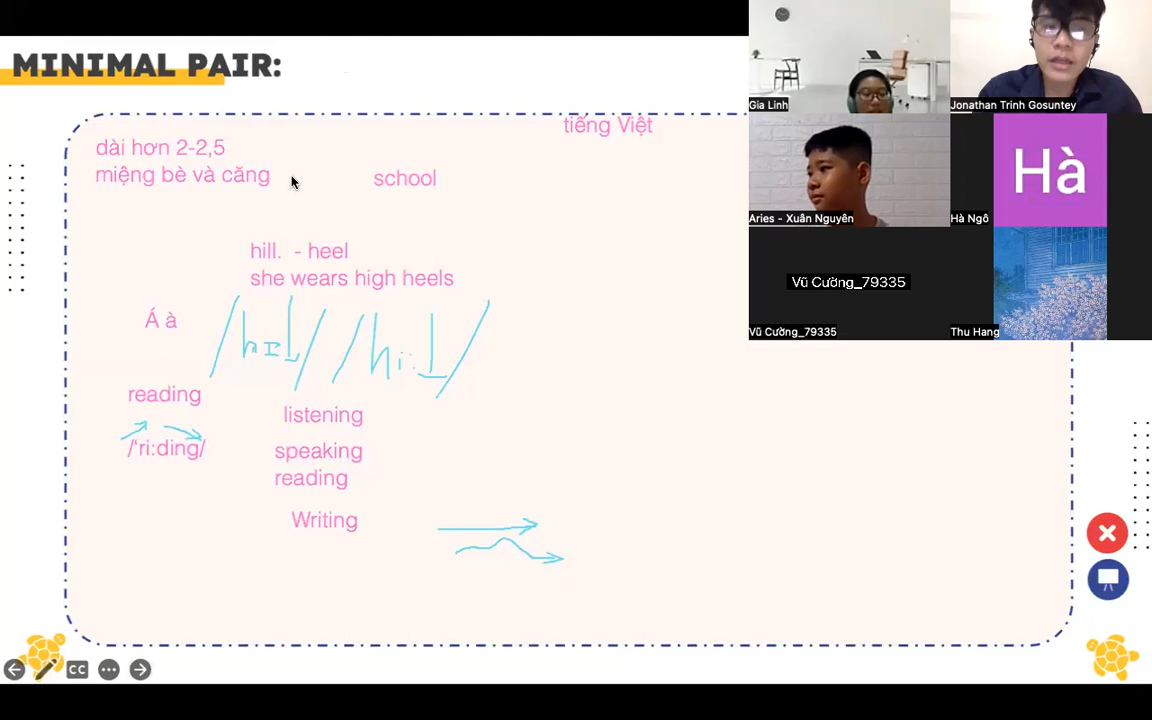 MINIMAL PAIR:
tiếng Việt
dài hơn 2-2,5
miệng bè và căng
school
hill. - heel
she wears high heels
Á à
/hɪl/ /hi:l/
reading
listening
/'ri:ding/
speaking
reading
Writing
Gia Linh
Jonathan Trinh Gosuntey
Hà
Aries - Xuân Nguyên
Hà Ngô
Vũ Cường_79335
Vũ Cường_79335
Thu Hang
CC